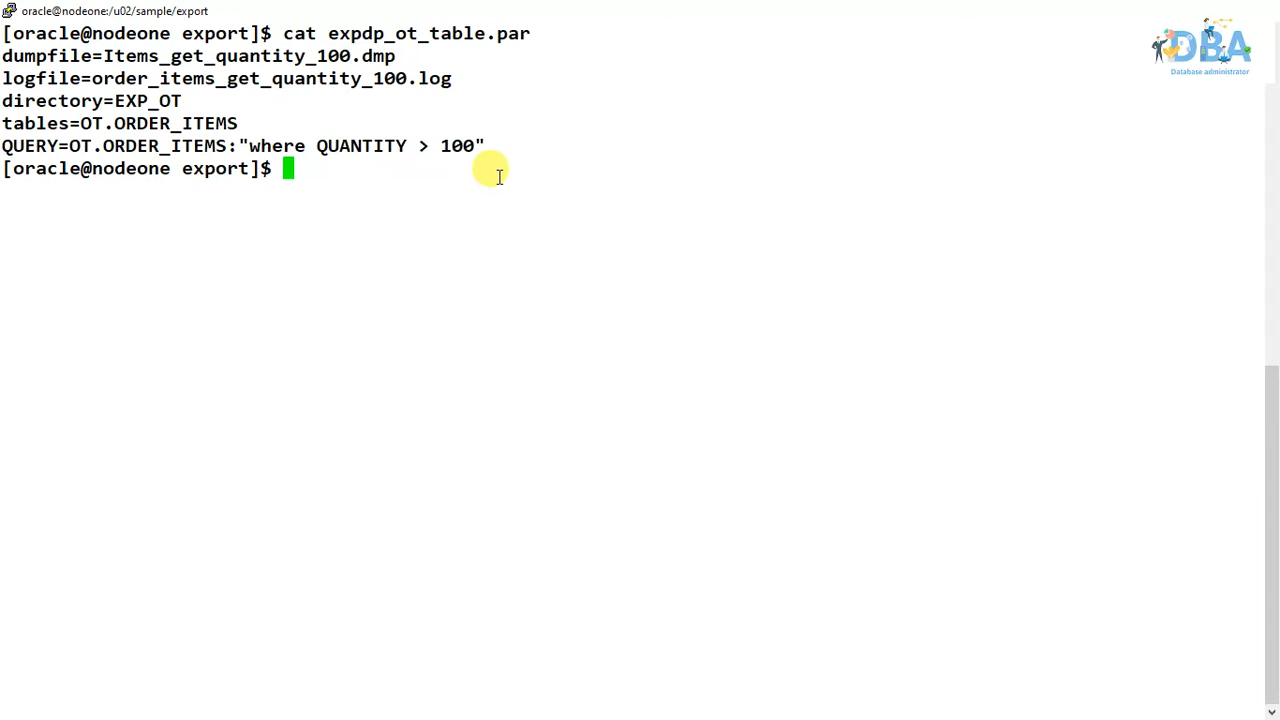 oracle@nodeone:/u02/sample/export
[oracle@nodeone export]$ cat expdp_ot_table.par
dumpfile=Items_get_quantity_100.dmp
logfile=order_items_get_quantity_100.log
directory=EXP_OT
tables=OT.ORDER_ITEMS
QUERY=OT.ORDER_ITEMS:"where QUANTITY > 100"
[oracle@nodeone export]$
DBA
Database administrator